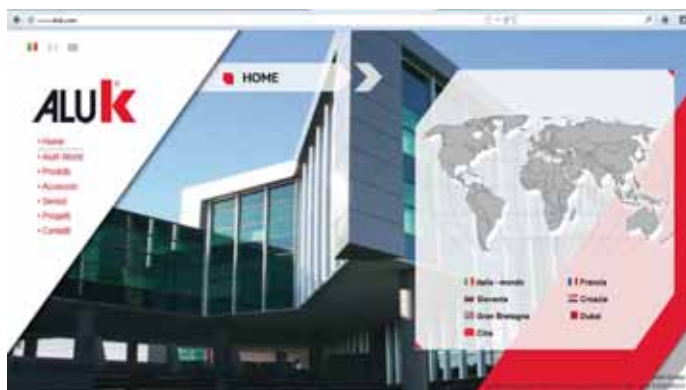 HOME
ALUK
• Home
• AluK World
• Prodotti
• Accessori
• Servizi
• Progetti
• Contatti
Italia - mondo
Francia
Slovenia
Croazia
Gran Bretagna
Dubai
Cina